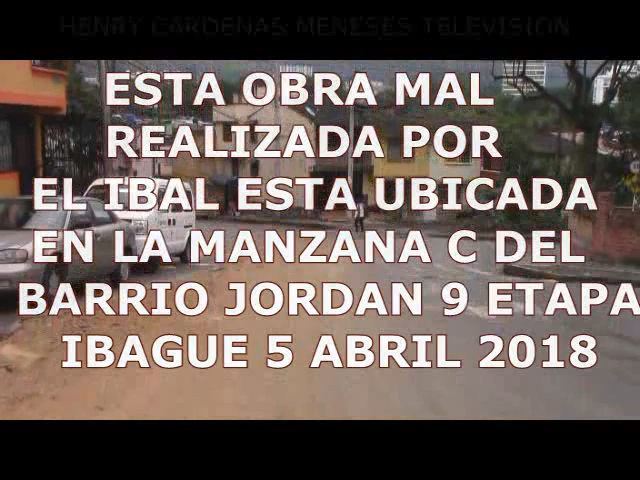 HENRY CARDENAS MENESES TELEVISION
ESTA OBRA MAL
REALIZADA POR
EL IBAL ESTA UBICADA
EN LA MANZANA C DEL
BARRIO JORDAN 9 ETAPA
IBAGUE 5 ABRIL 2018